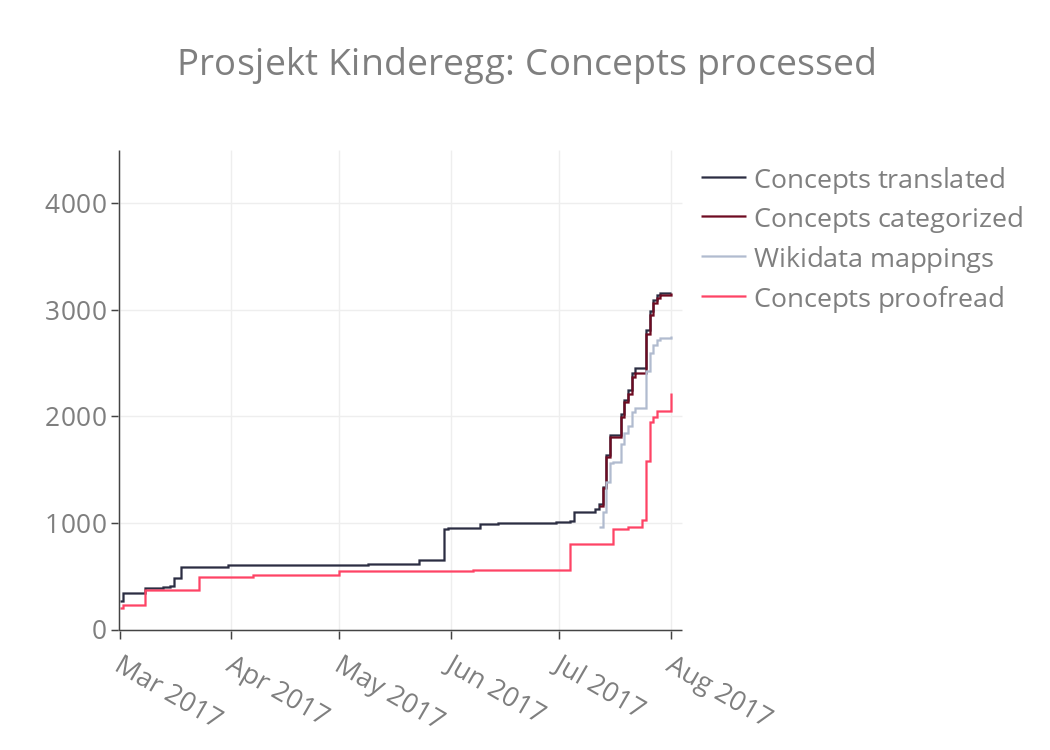 Prosjekt Kinderegg: Concepts processed
4000
3000
2000
1000
0
Mar 2017
Apr 2017
May 2017
Jun 2017
Jul 2017
Aug 2017
Concepts translated
Concepts categorized
Wikidata mappings
Concepts proofread